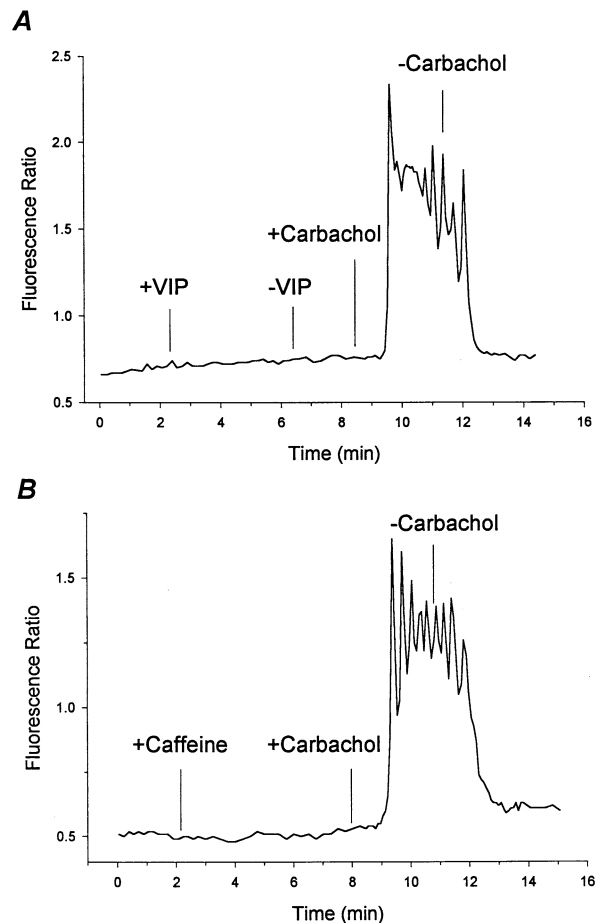 A
2.5
-Carbachol
2.0
1.5
+Carbachol
+VIP
-VIP
1.0
0.5
Fluorescence Ratio
0 2 4 6 8 10 12 14 16
Time (min)
B
-Carbachol
1.5
1.0
+Caffeine
+Carbachol
0.5
Fluorescence Ratio
0 2 4 6 8 10 12 14 16
Time (min)